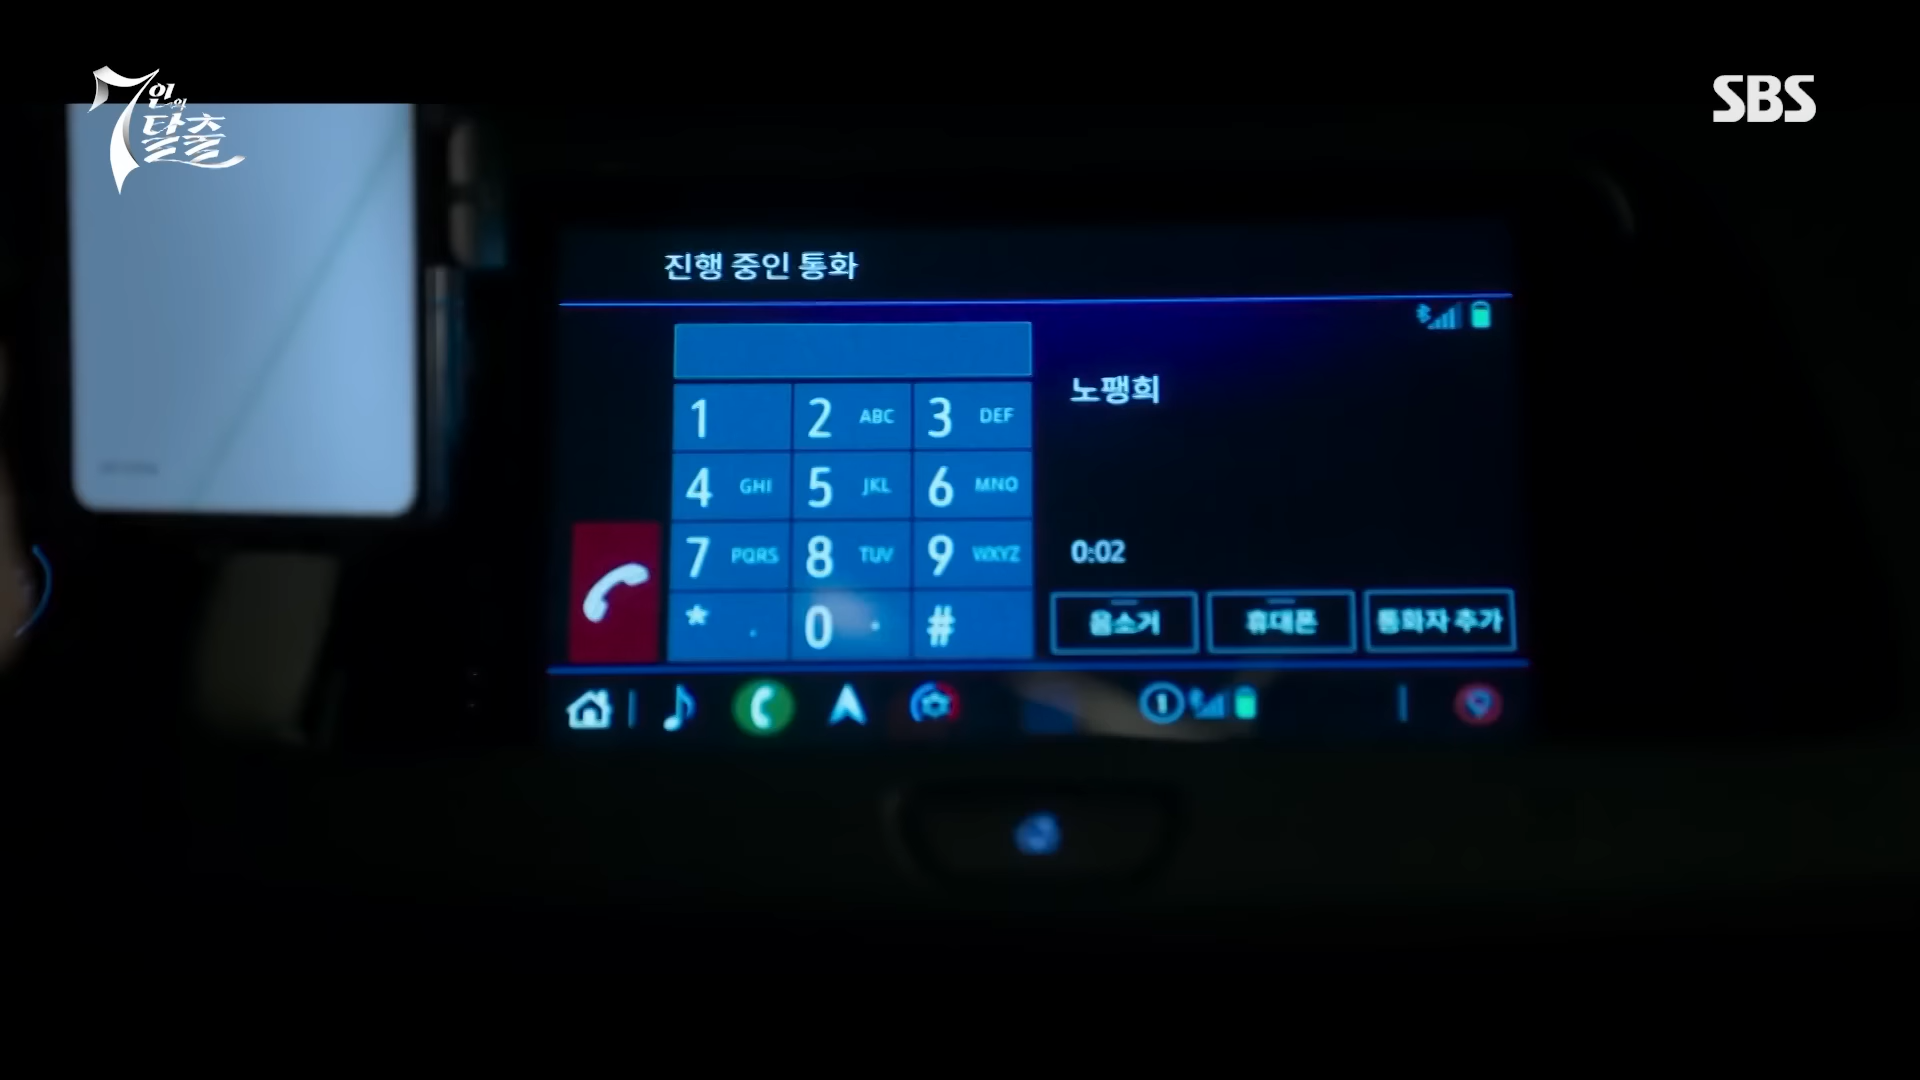 7인의
탈출
SBS
진행 중인 통화
노팽희
1
2 ABC
3 DEF
4 GHI
5 JKL
6 MNO
7 PQRS
8 TUV
9 WXYZ
*
0
#
0:02
음소거
휴대폰
통화자 추가
1